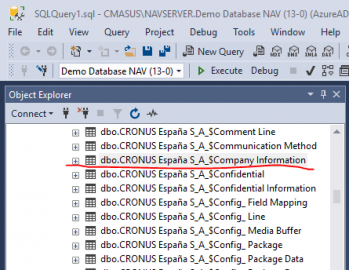 SQLQuery1.sql - CMASUS\NAVSERVER.Demo Database NAV (13-0) (AzureAD
File Edit View Query Project Debug Tools Window Help
New Query MDX DMX XMLA DAX
Demo Database NAV (13-0) Execute Debug
Object Explorer
Connect
dbo.CRONUS España S_A_$Comment Line
dbo.CRONUS España S_A_$Communication Method
dbo.CRONUS España S_A_$Company Information
dbo.CRONUS España S_A_$Confidential
dbo.CRONUS España S_A_$Confidential Information
dbo.CRONUS España S_A_$Config_ Field Mapping
dbo.CRONUS España S_A_$Config_ Line
dbo.CRONUS España S_A_$Config_ Media Buffer
dbo.CRONUS España S_A_$Config_ Package
dbo.CRONUS España S_A_$Config_ Package Data